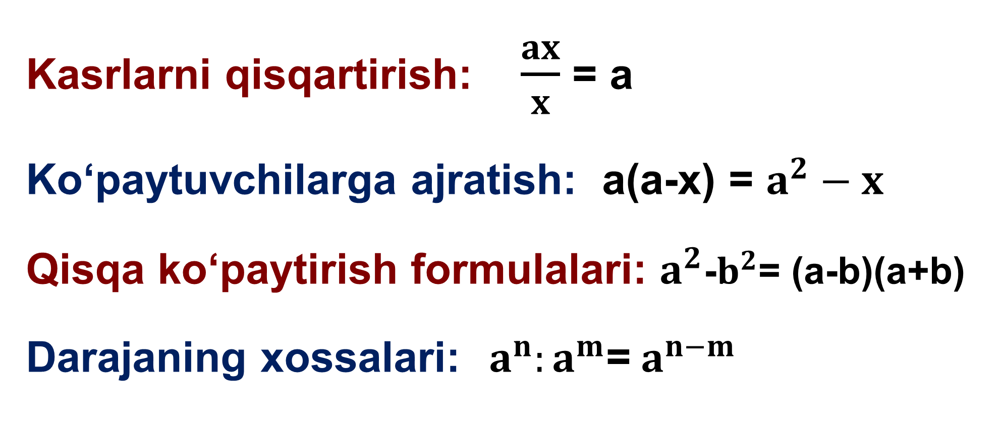 Kasrlarni qisqartirish: ax/x = a
Ko‘paytuvchilarga ajratish: a(a-x) = a² − x
Qisqa ko‘paytirish formulalari: a²-b²= (a-b)(a+b)
Darajaning xossalari: aⁿ: aᵐ= aⁿ⁻ᵐ